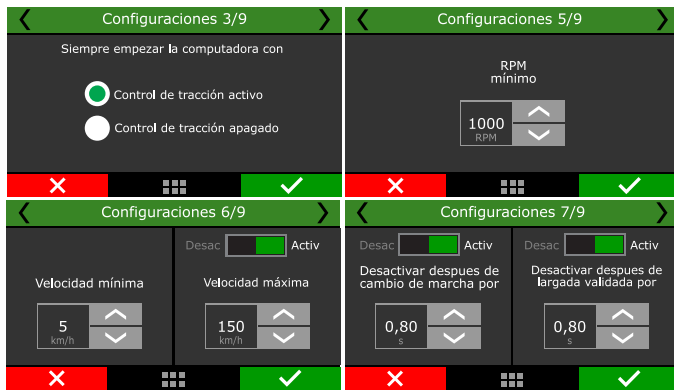 Configuraciones 3/9
Siempre empezar la computadora con
Control de tracción activo
Control de tracción apagado
Configuraciones 5/9
RPM
mínimo
1000
RPM
Configuraciones 6/9
Velocidad mínima
5
km/h
Desac Activ
Velocidad máxima
150
km/h
Configuraciones 7/9
Desac Activ
Desactivar despues de
cambio de marcha por
0,80
s
Desac Activ
Desactivar despues de
largada validada por
0,80
s